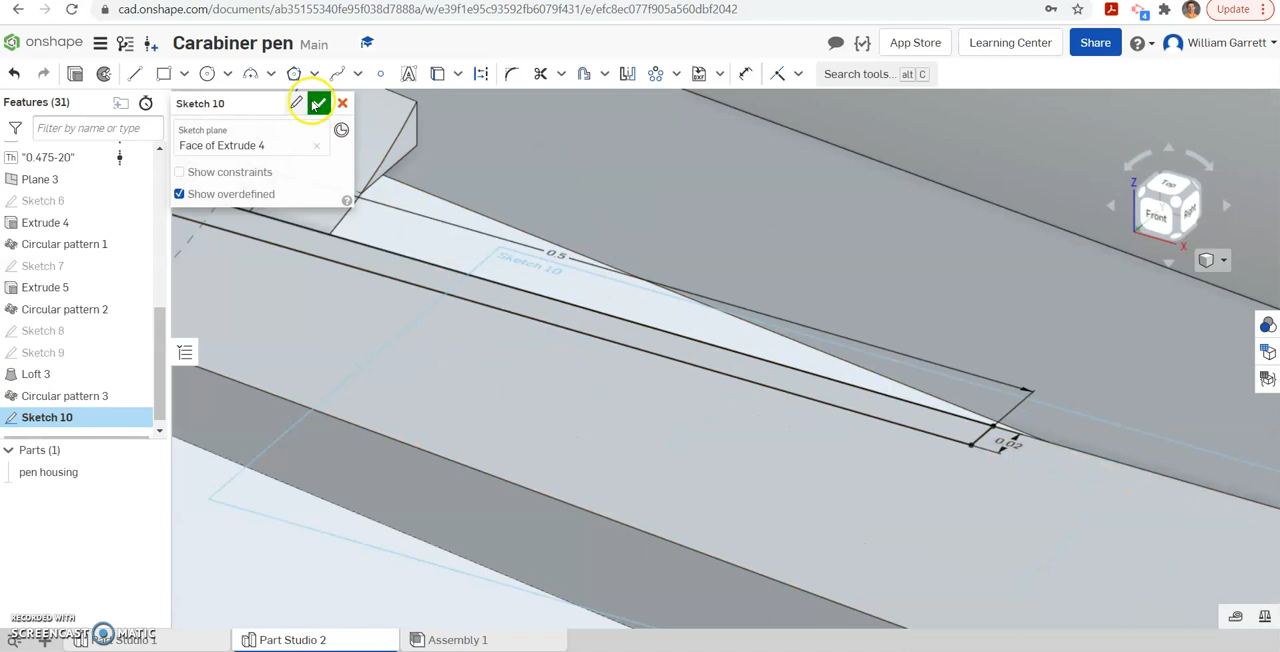 cad.onshape.com/documents/ab35155340fe95f038d7888a/w/e39f1e95c93592fb6079f431/e/efc8ec077f905a560dbf2042
4
Update
onshape
Carabiner pen Main
App Store
Learning Center
Share
William Garrett
Search tools... alt C
Features (31)
Filter by name or type
Th "0.475-20"
Plane 3
Sketch 6
Extrude 4
Circular pattern 1
Sketch 7
Extrude 5
Circular pattern 2
Sketch 8
Sketch 9
Loft 3
Circular pattern 3
Sketch 10
Parts (1)
pen housing
Sketch 10
Sketch plane
Face of Extrude 4
Show constraints
Show overdefined
Sketch 10
0.5
0.02
Z
Top
Front
Right
X
RECORDED WITH
SCREENCAST MATIC
Part Studio 1
Part Studio 2
Assembly 1